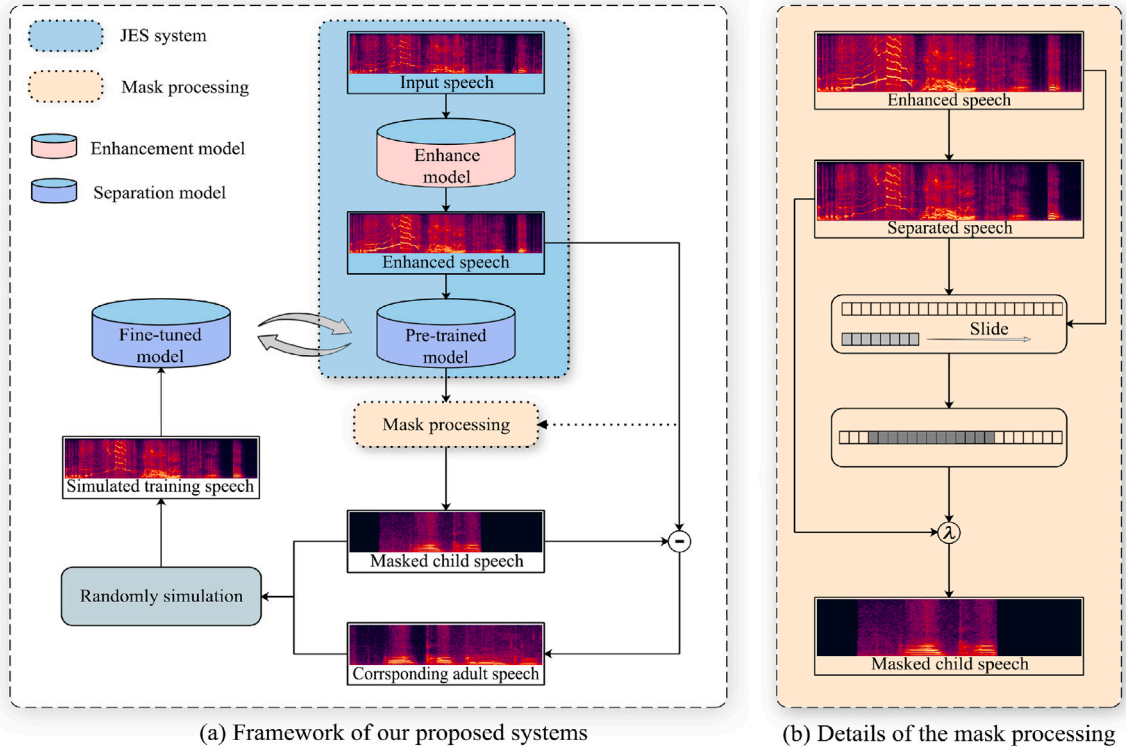 JES system
Mask processing
Enhancement model
Separation model
Input speech
Enhance
model
Enhanced speech
Pre-trained
model
Fine-tuned
model
Mask processing
Simulated training speech
Masked child speech
-
Randomly simulation
Corrsponding adult speech
(a) Framework of our proposed systems
Enhanced speech
Separated speech
Slide
λ
Masked child speech
(b) Details of the mask processing